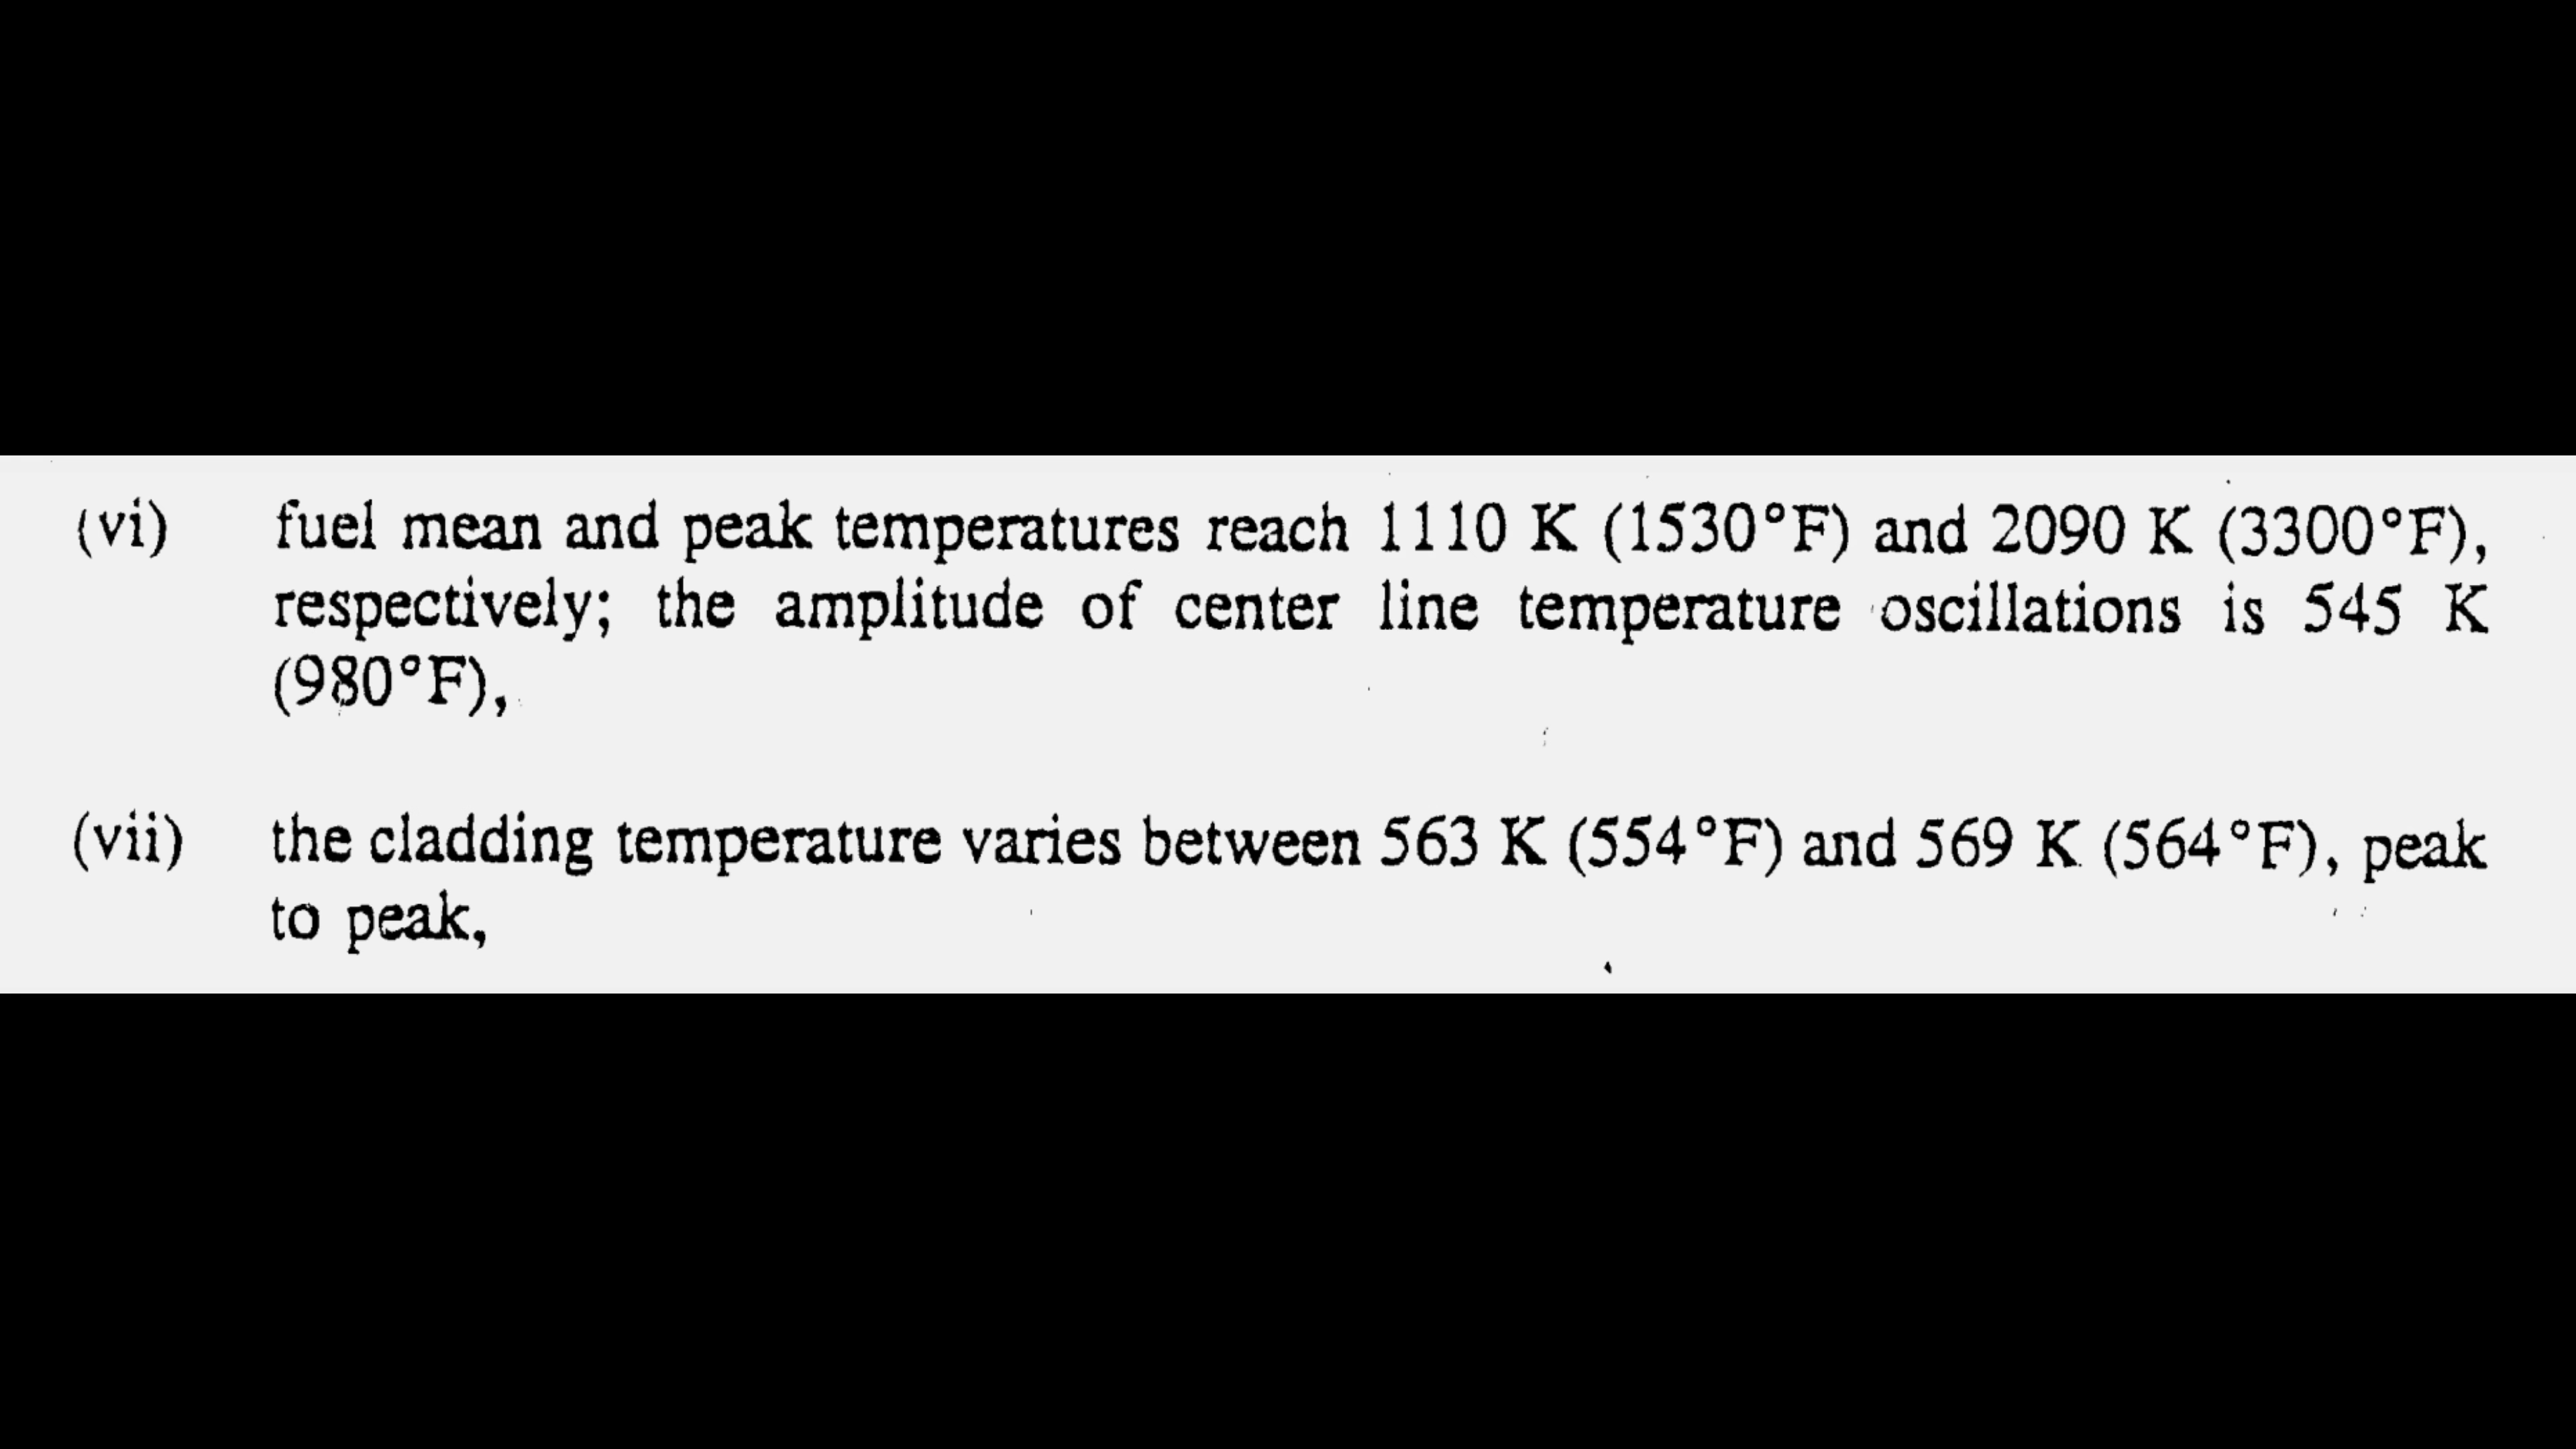 (vi) fuel mean and peak temperatures reach 1110 K (1530°F) and 2090 K (3300°F),
respectively; the amplitude of center line temperature oscillations is 545 K
(980°F),
(vii) the cladding temperature varies between 563 K (554°F) and 569 K (564°F), peak
to peak,